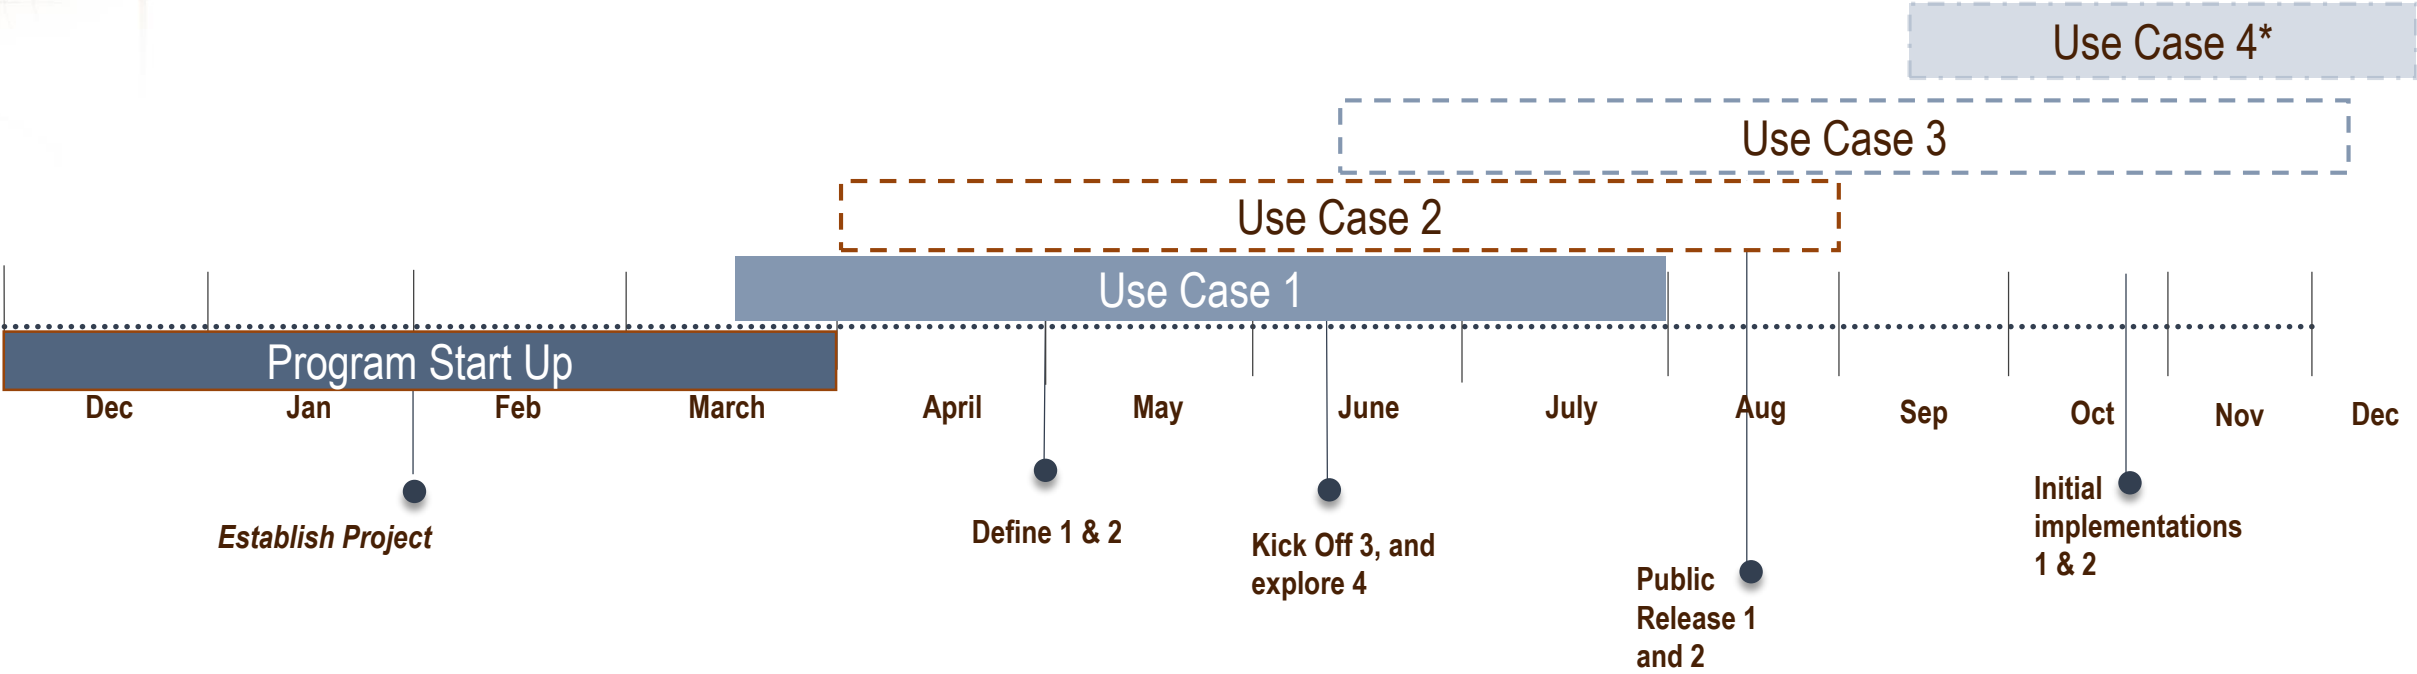 Use Case 4*
Use Case 3
Use Case 2
Use Case 1
Program Start Up
Dec
Jan
Feb
March
April
May
June
July
Aug
Sep
Oct
Nov
Dec
Establish Project
Define 1 & 2
Kick Off 3, and
explore 4
Public
Release 1
and 2
Initial
implementations
1 & 2